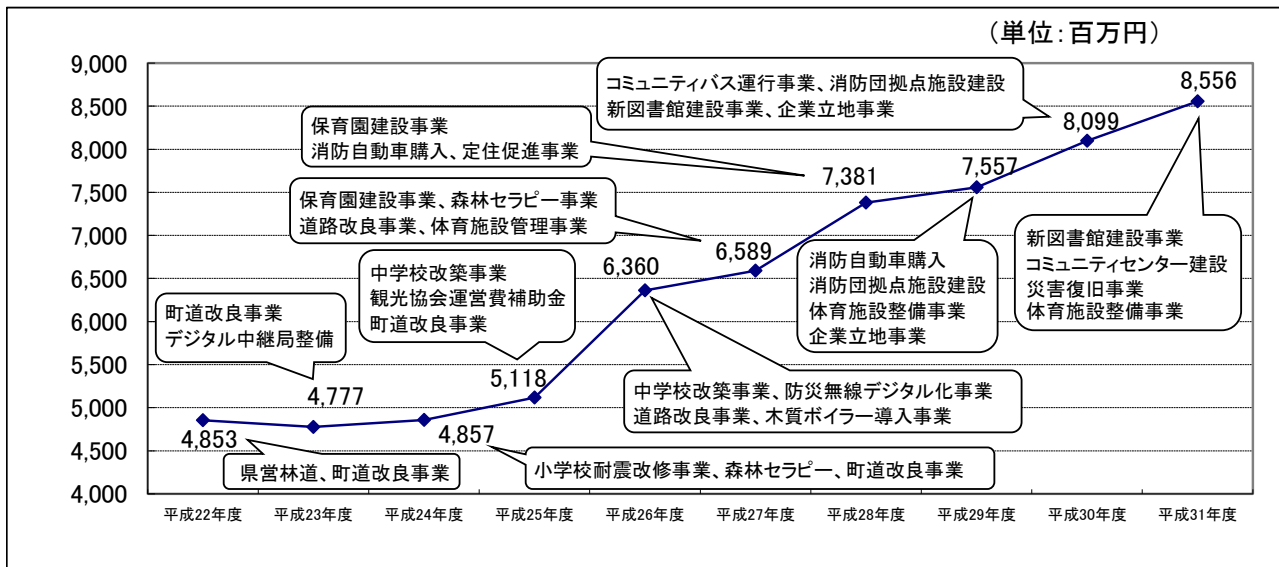 （単位：百万円）
9,000
8,500
8,000
7,500
7,000
6,500
6,000
5,500
5,000
4,500
4,000
コミュニティバス運行事業、消防団拠点施設建設
新図書館建設事業、企業立地事業
8,556
8,099
保育園建設事業
消防自動車購入、定住促進事業
7,381
7,557
保育園建設事業、森林セラピー事業
道路改良事業、体育施設管理事業
6,589
6,360
新図書館建設事業
コミュニティセンター建設
災害復旧事業
体育施設整備事業
消防自動車購入
消防団拠点施設建設
体育施設整備事業
企業立地事業
中学校改築事業
観光協会運営費補助金
町道改良事業
町道改良事業
デジタル中継局整備
5,118
4,777
中学校改築事業、防災無線デジタル化事業
道路改良事業、木質ボイラー導入事業
4,853
4,857
県営林道、町道改良事業
小学校耐震改修事業、森林セラピー、町道改良事業
平成22年度
平成23年度
平成24年度
平成25年度
平成26年度
平成27年度
平成28年度
平成29年度
平成30年度
平成31年度